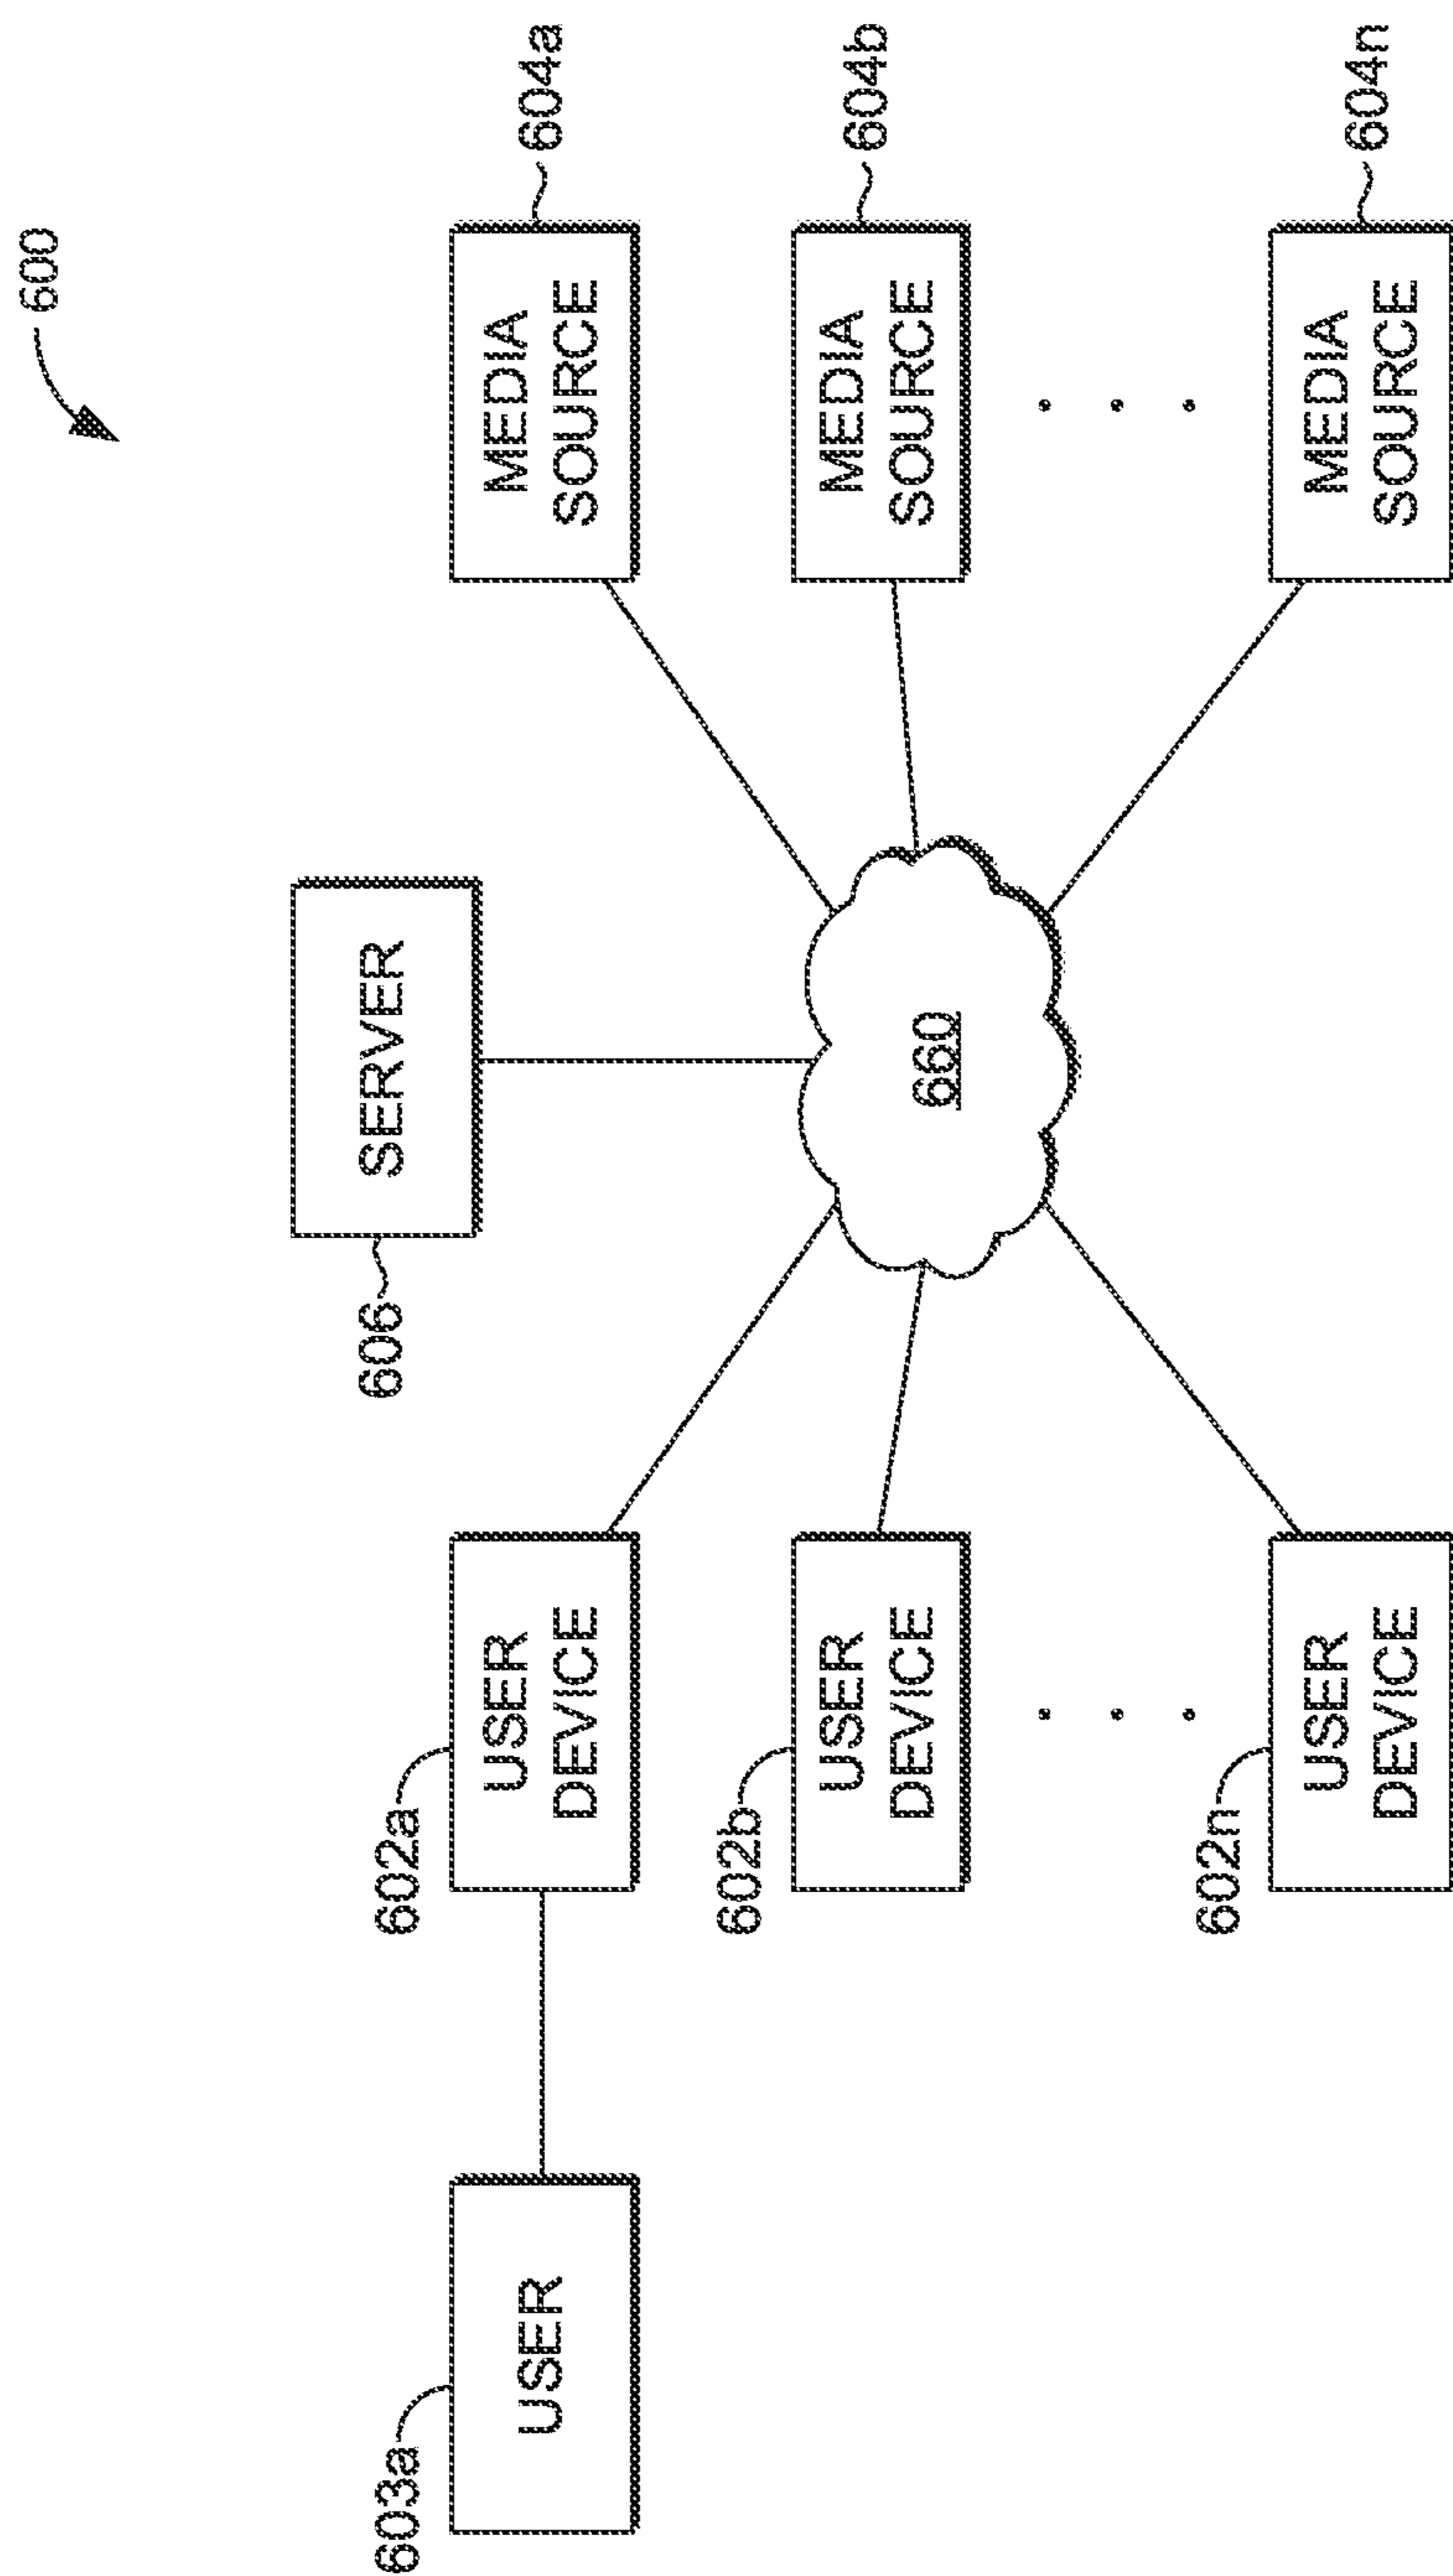 600
606
SERVER
603a
USER
602a
USER
DEVICE
MEDIA
SOURCE
604a
602b
USER
DEVICE
660
MEDIA
SOURCE
604b
602n
USER
DEVICE
MEDIA
SOURCE
604n